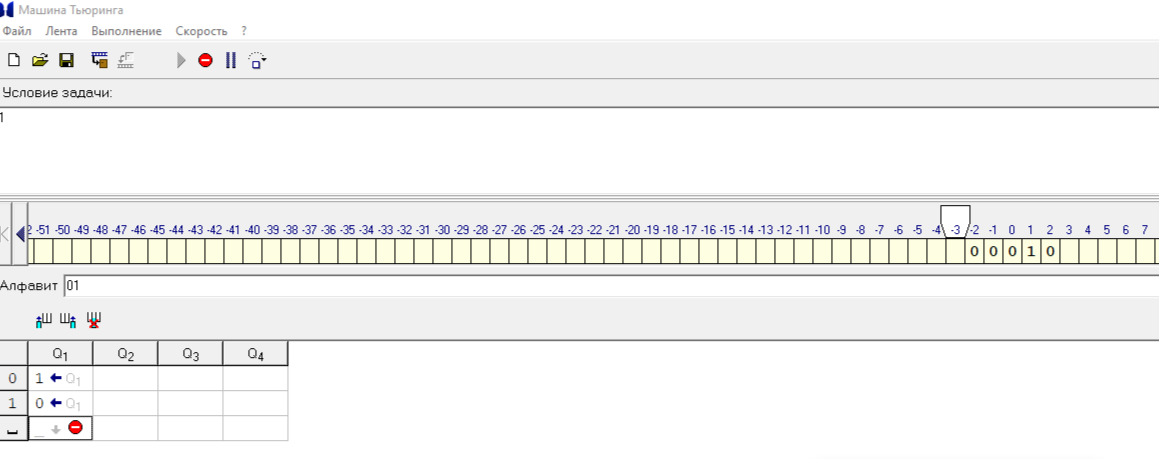 Машина Тьюринга
Файл Лента Выполнение Скорость ?
Условие задачи:
1
2 -51 -50 -49 -48 -47 -46 -45 -44 -43 -42 -41 -40 -39 -38 -37 -36 -35 -34 -33 -32 -31 -30 -29 -28 -27 -26 -25 -24 -23 -22 -21 -20 -19 -18 -17 -16 -15 -14 -13 -12 -11 -10 -9 -8 -7 -6 -5 -4 -3 -2 -1 0 1 2 3 4 5 6 7
0 0 0 1 0
Алфавит 01
Q1 Q2 Q3 Q4
0 1 ← Q1
1 0 ← Q1
_ _ ↓